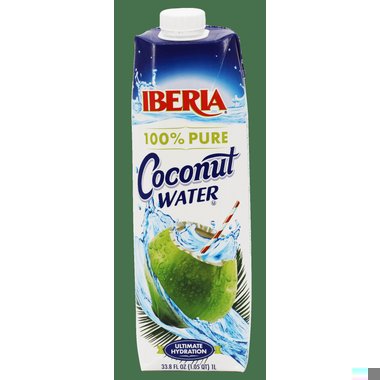 IBERIA
100% PURE
Coconut
WATER
ULTIMATE
HYDRATION
33.8 FL OZ (1.05 QT) 1L